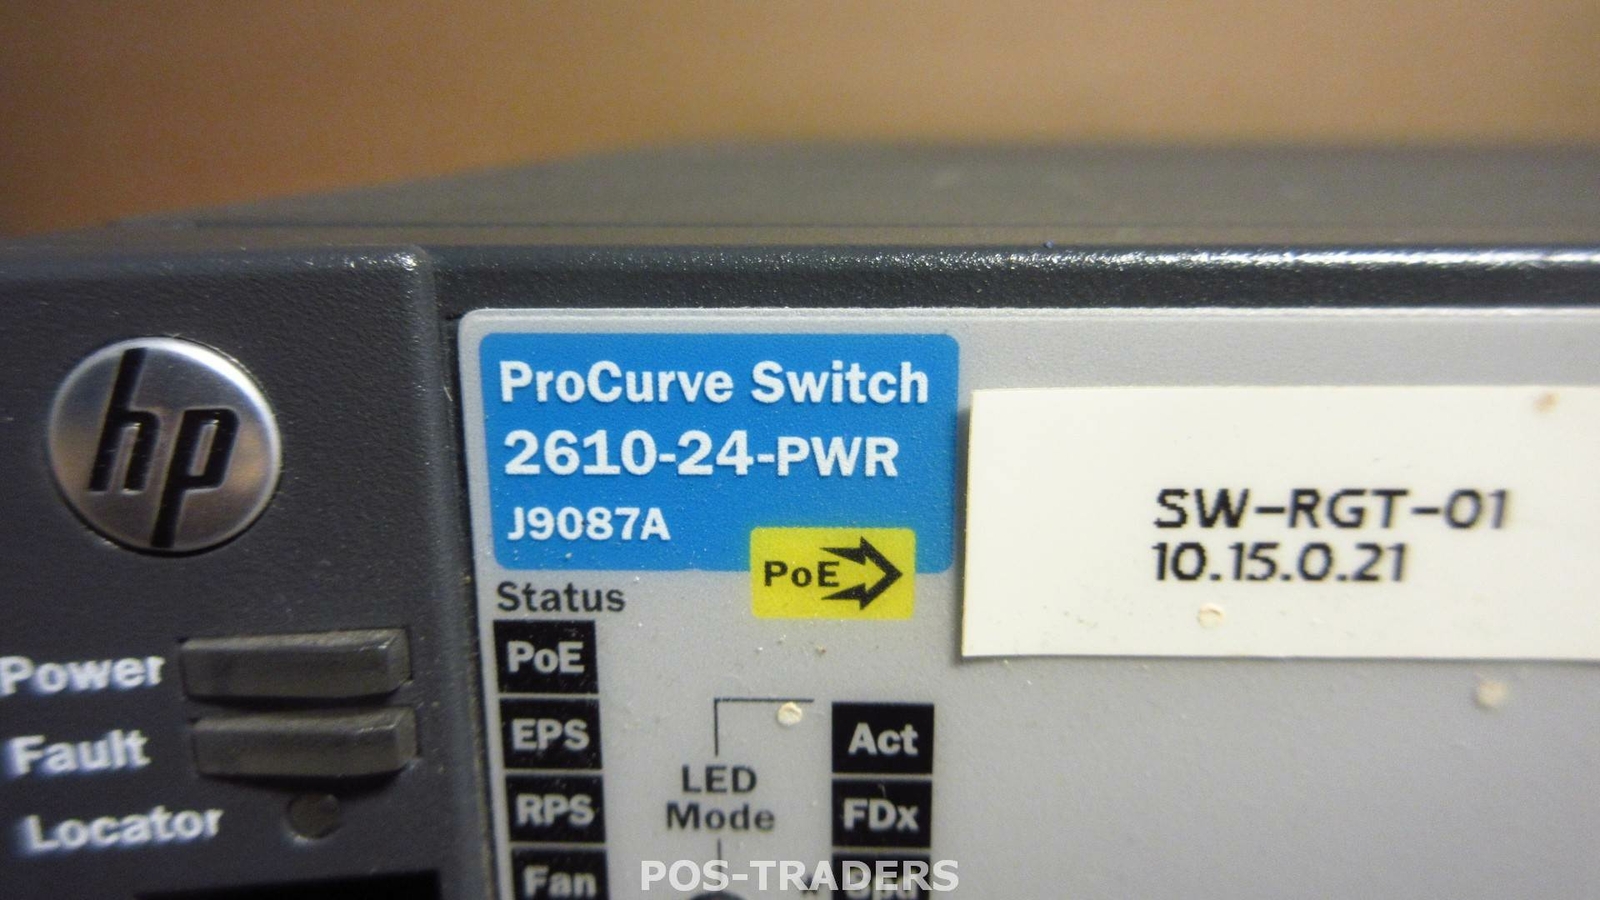 hp
ProCurve Switch
2610-24-PWR
J9087A
PoE
SW-RGT-01
10.15.0.21
Status
PoE
EPS
RPS
Fan
Power
Fault
Locator
LED
Mode
Act
FDx
POS-TRADERS